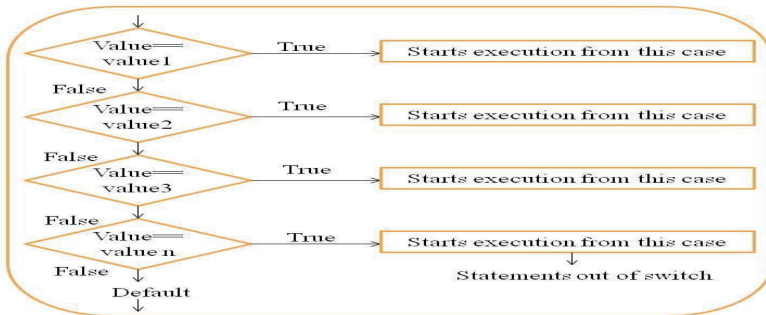 Value==
value1
True
Starts execution from this case
False
Value==
value2
True
Starts execution from this case
False
Value==
value3
True
Starts execution from this case
False
Value==
value n
True
Starts execution from this case
False
Statements out of switch
Default